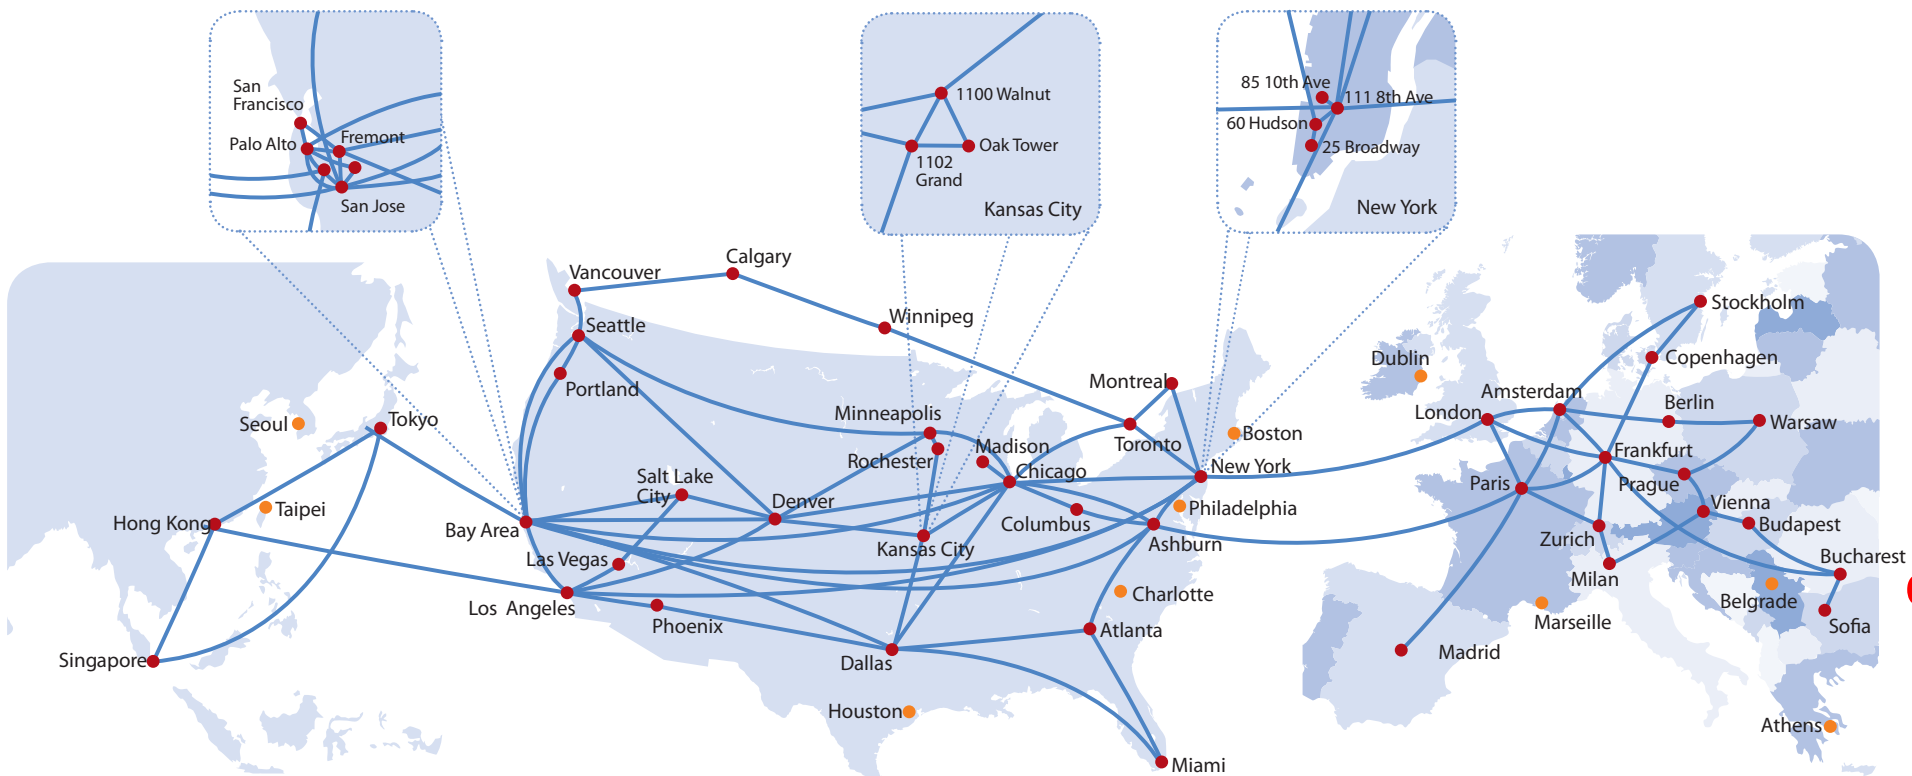 San
Francisco
Palo Alto
Fremont
San Jose
1100 Walnut
Oak Tower
1102
Grand
Kansas City
85 10th Ave
111 8th Ave
60 Hudson
25 Broadway
New York
Vancouver
Calgary
Seattle
Winnipeg
Portland
Montreal
Minneapolis
Toronto
Boston
Madison
Rochester
Chicago
New York
Salt Lake
City
Denver
Philadelphia
Columbus
Bay Area
Kansas City
Ashburn
Las Vegas
Los Angeles
Charlotte
Phoenix
Atlanta
Dallas
Houston
Miami
Seoul
Tokyo
Taipei
Hong Kong
Singapore
Stockholm
Dublin
Copenhagen
Amsterdam
London
Berlin
Warsaw
Frankfurt
Paris
Prague
Vienna
Budapest
Zurich
Bucharest
Milan
Belgrade
Marseille
Sofia
Madrid
Athens